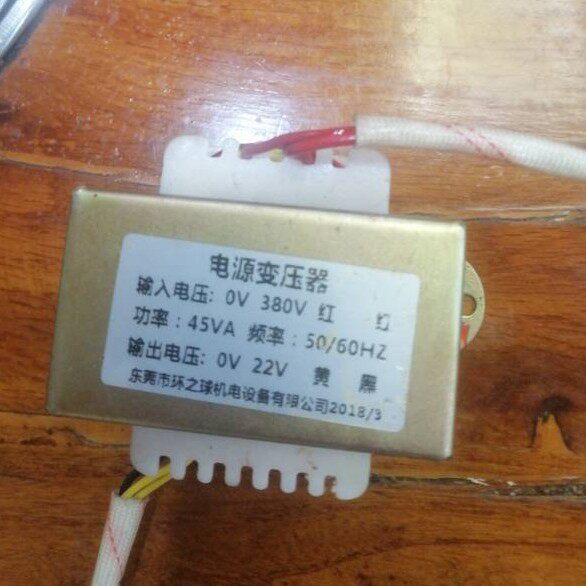 电源变压器
输入电压: 0V 380V 红 红
功率: 45VA 频率: 50/60HZ
输出电压: 0V 22V 黄 黑
东莞市环之球机电设备有限公司2018/3